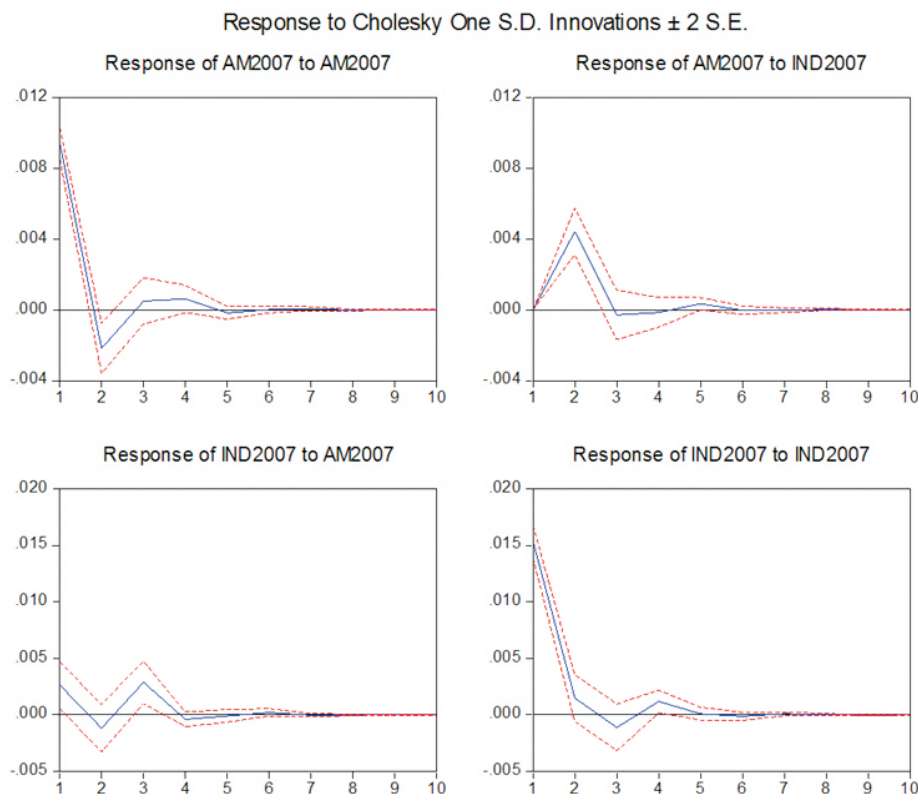 Response to Cholesky One S.D. Innovations ± 2 S.E.
Response of AM2007 to AM2007
.012
.008
.004
.000
-.004
1 2 3 4 5 6 7 8 9 10
Response of AM2007 to IND2007
.012
.008
.004
.000
-.004
1 2 3 4 5 6 7 8 9 10
Response of IND2007 to AM2007
.020
.015
.010
.005
.000
-.005
1 2 3 4 5 6 7 8 9 10
Response of IND2007 to IND2007
.020
.015
.010
.005
.000
-.005
1 2 3 4 5 6 7 8 9 10